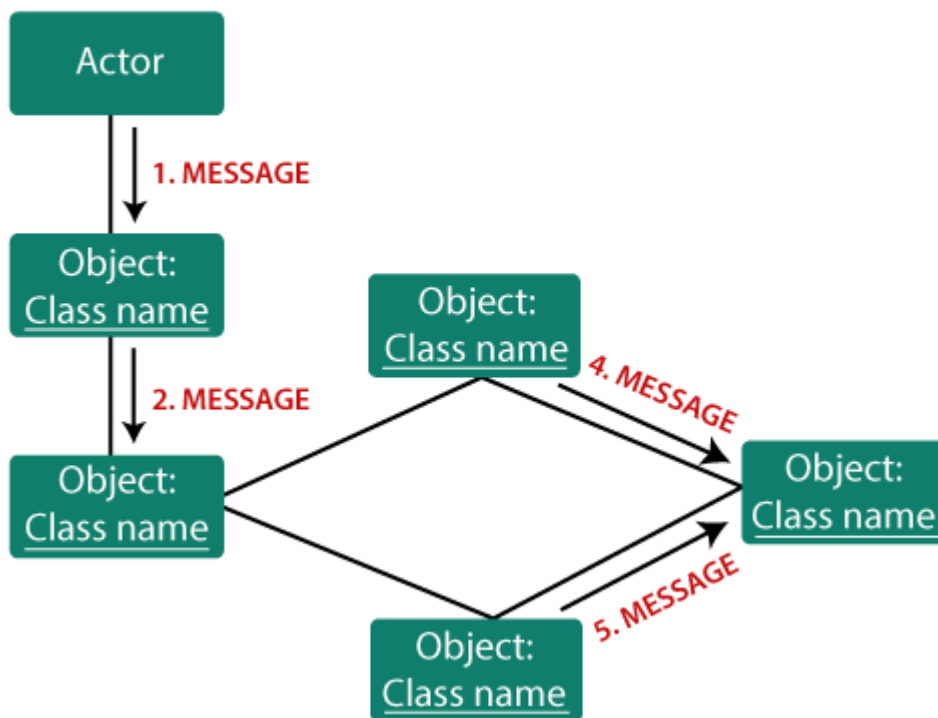 Actor
1. MESSAGE
Object:
Class name
2. MESSAGE
Object:
Class name
Object:
Class name
4. MESSAGE
Object:
Class name
5. MESSAGE
Object:
Class name